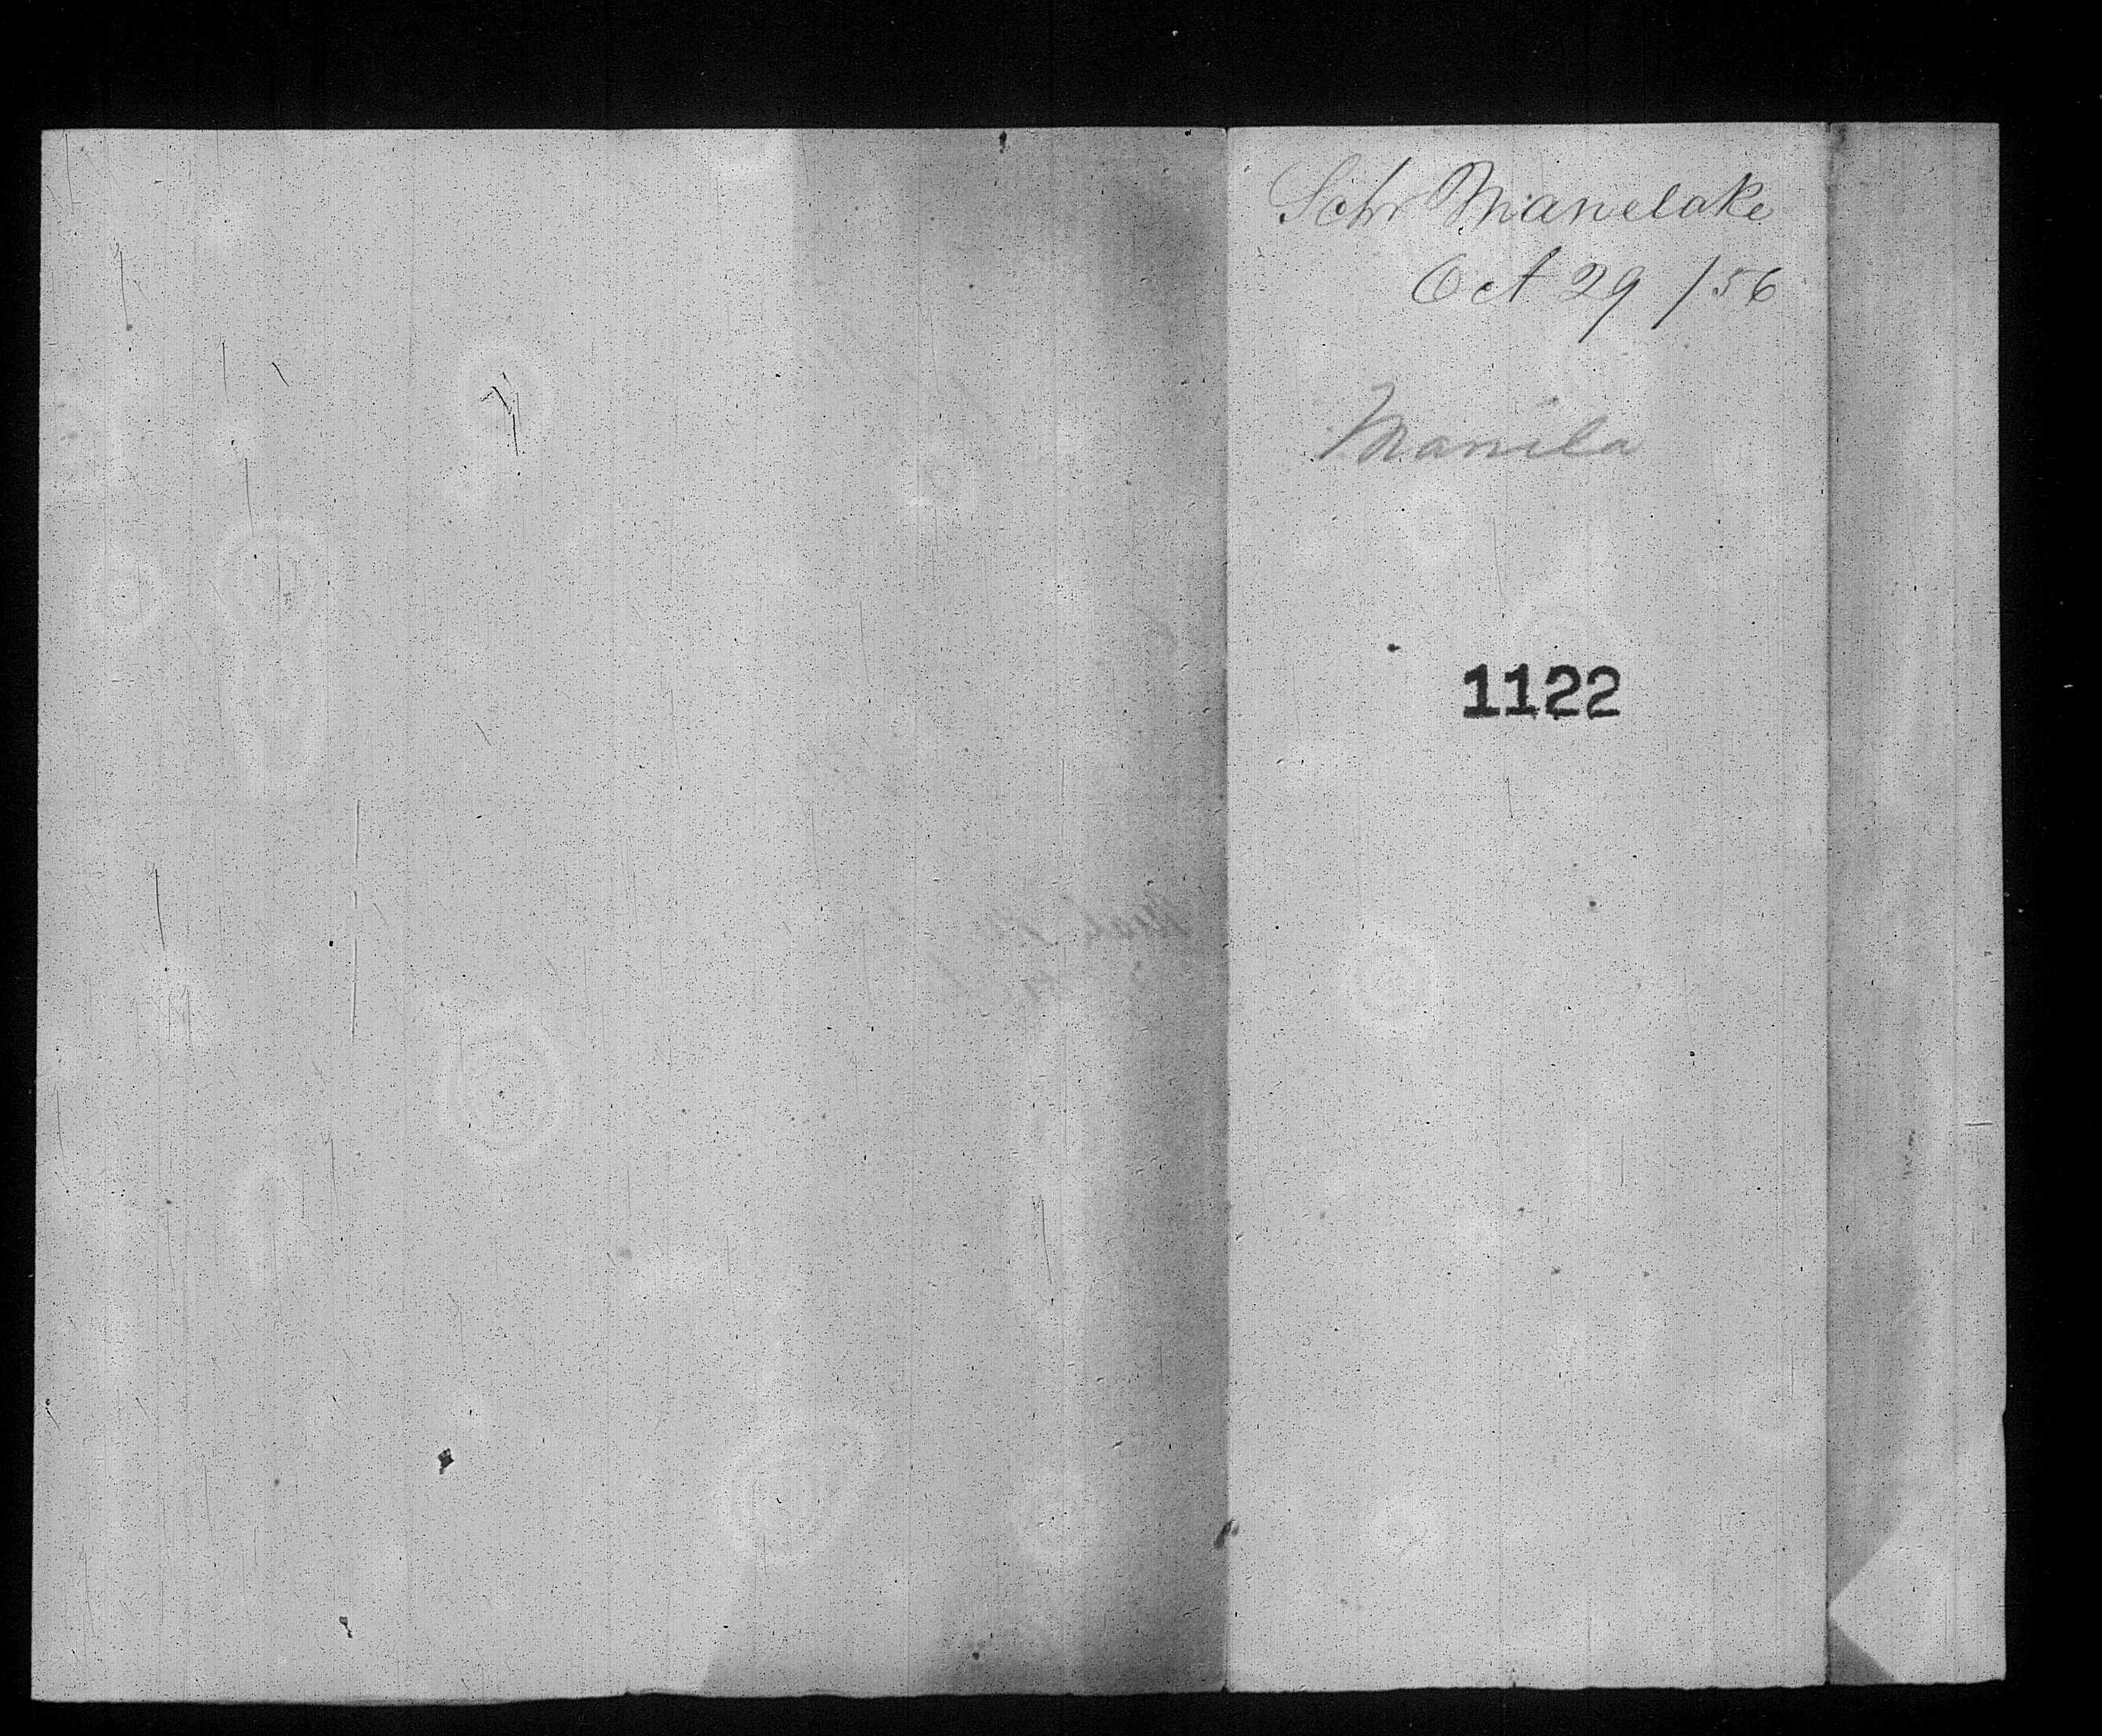 Schr Manelake
Oct 29 / 56
Manila
1122